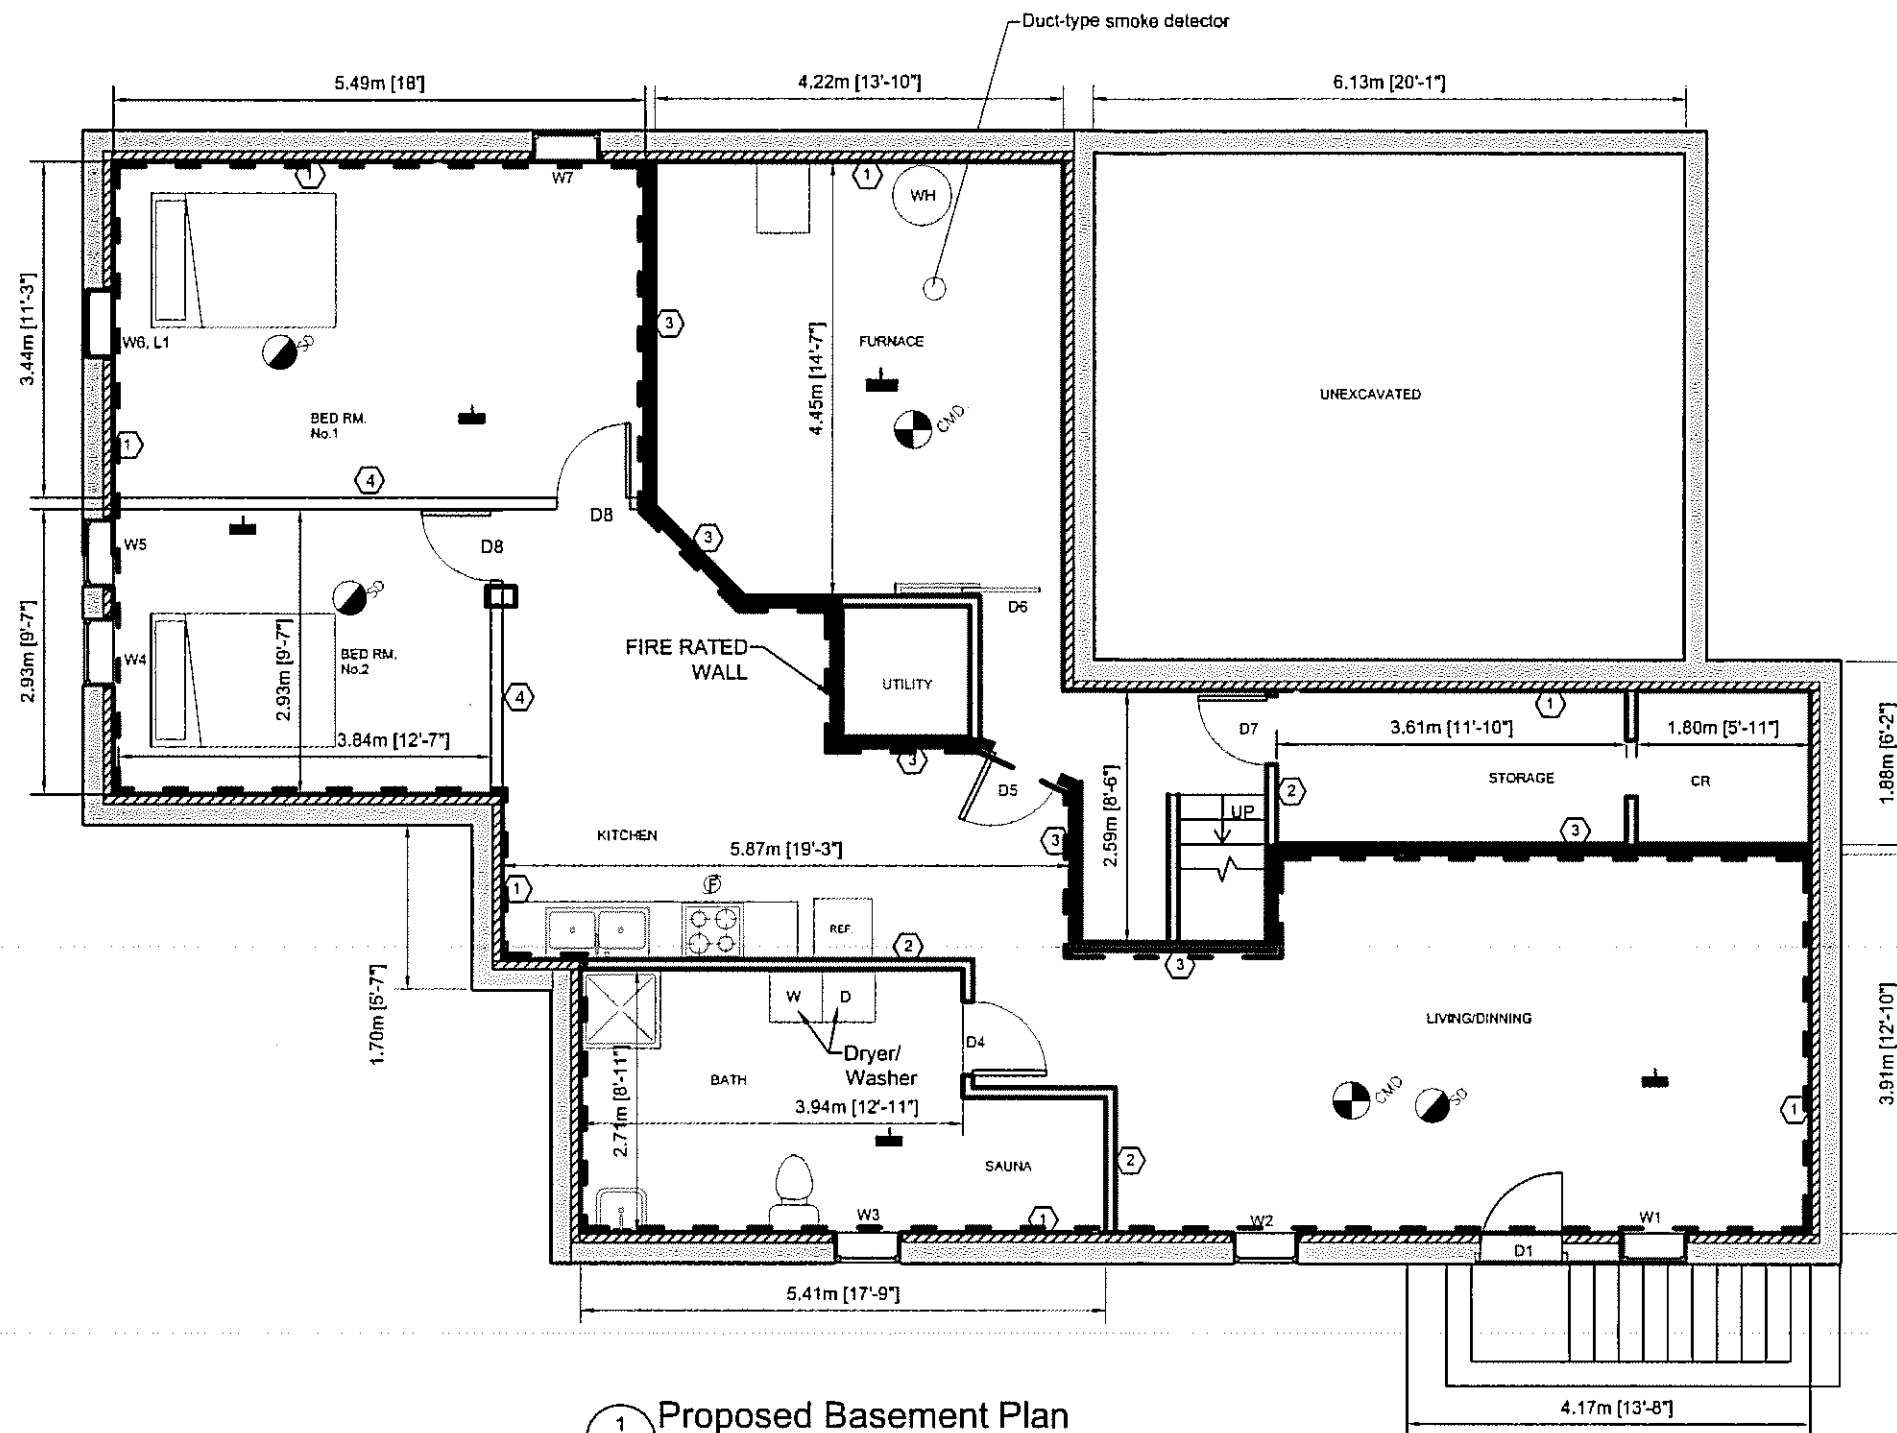 Duct-type smoke detector
5.49m [18']
4.22m [13'-10"]
6.13m [20'-1"]
W7
1
1
WH
3.44m [11'-3"]
W6, L1
SD
3
FURNACE
4.45m [14'-7"]
UNEXCAVATED
BED RM.
No.1
CMD
1
4
D8
W5
D8
3
SD
D6
2.93m [9'-7"]
2.93m [9'-7"]
FIRE RATED
WALL
W4
BED RM.
No.2
UTILITY
4
3.84m [12'-7"]
D7
1
3.61m [11'-10"]
1.80m [5'-11"]
1.88m [6'-2"]
3
D5
STORAGE
CR
2
UP
2.59m [8'-6"]
KITCHEN
5.87m [19'-3"]
3
3
1
F
REF.
2
3
1.70m [5'-7"]
W
D
LIVING/DINNING
D4
Dryer/
Washer
BATH
2.71m [8'-11"]
3.94m [12'-11"]
CMD
SD
3.91m [12'-10"]
1
SAUNA
2
W3
1
W2
W1
D1
5.41m [17'-9"]
4.17m [13'-8"]
1
Proposed Basement Plan